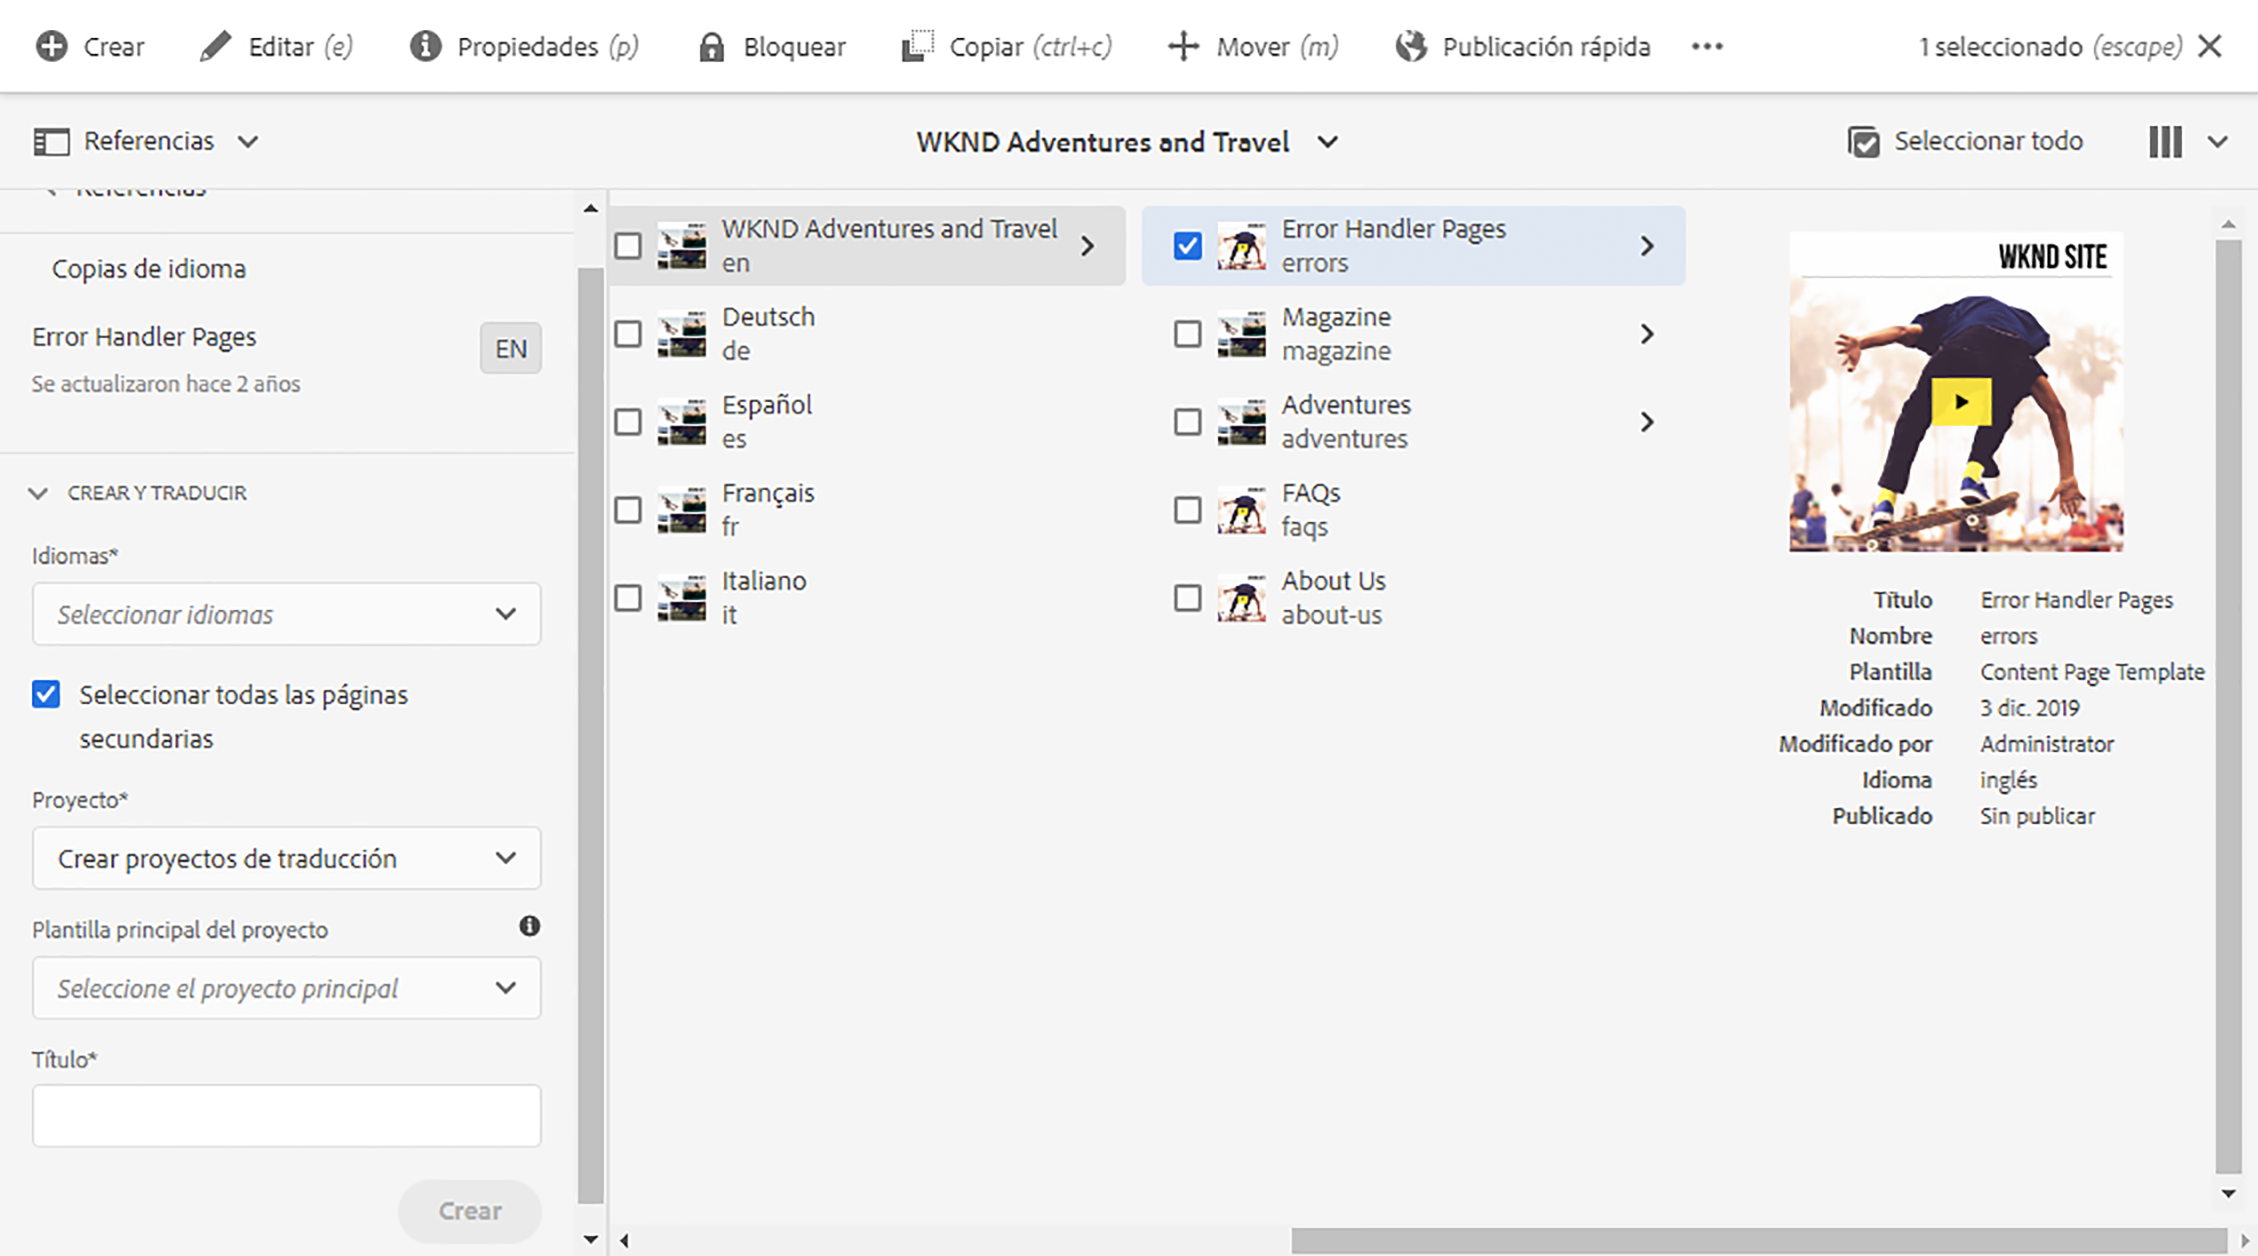 Crear
Editar (e)
Propiedades (p)
Bloquear
Copiar (ctrl+c)
Mover (m)
Publicación rápida
1 seleccionado (escape)
Referencias
WKND Adventures and Travel
Seleccionar todo
Referencias
Copias de idioma
Error Handler Pages
EN
Se actualizaron hace 2 años
CREAR Y TRADUCIR
Idiomas*
Seleccionar idiomas
Seleccionar todas las páginas
secundarias
Proyecto*
Crear proyectos de traducción
Plantilla principal del proyecto
Seleccione el proyecto principal
Título*
Crear
WKND Adventures and Travel
en
Deutsch
de
Español
es
Français
fr
Italiano
it
Error Handler Pages
errors
Magazine
magazine
Adventures
adventures
FAQs
faqs
About Us
about-us
WKND SITE
Título Error Handler Pages
Nombre errors
Plantilla Content Page Template
Modificado 3 dic. 2019
Modificado por Administrator
Idioma inglés
Publicado Sin publicar